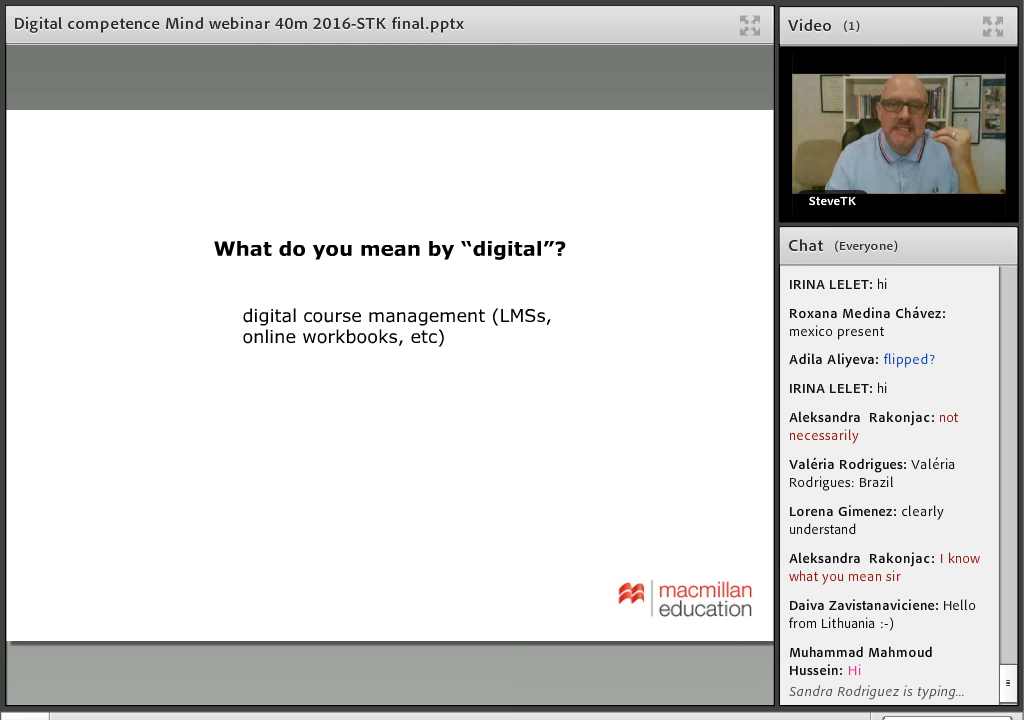 Digital competence Mind webinar 40m 2016-STK final.pptx
What do you mean by “digital”?
digital course management (LMSs,
online workbooks, etc)
macmillan
education
Video (1)
SteveTK
Chat (Everyone)
IRINA LELET: hi
Roxana Medina Chávez:
mexico present
Adila Aliyeva: flipped?
IRINA LELET: hi
Aleksandra Rakonjac: not
necessarily
Valéria Rodrigues: Valéria
Rodrigues: Brazil
Lorena Gimenez: clearly
understand
Aleksandra Rakonjac: I know
what you mean sir
Daiva Zavistanaviciene: Hello
from Lithuania :-)
Muhammad Mahmoud
Hussein: Hi
Sandra Rodriguez is typing...